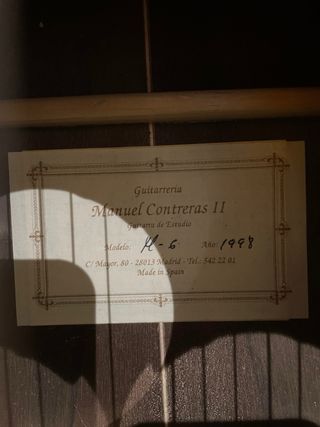 Guitarrería
Manuel Contreras II
Guitarra de Estudio
Modelo: M-6 Año: 1998
C/ Mayor, 80 - 28013 Madrid - Tel.: 542 22 01
Made in Spain